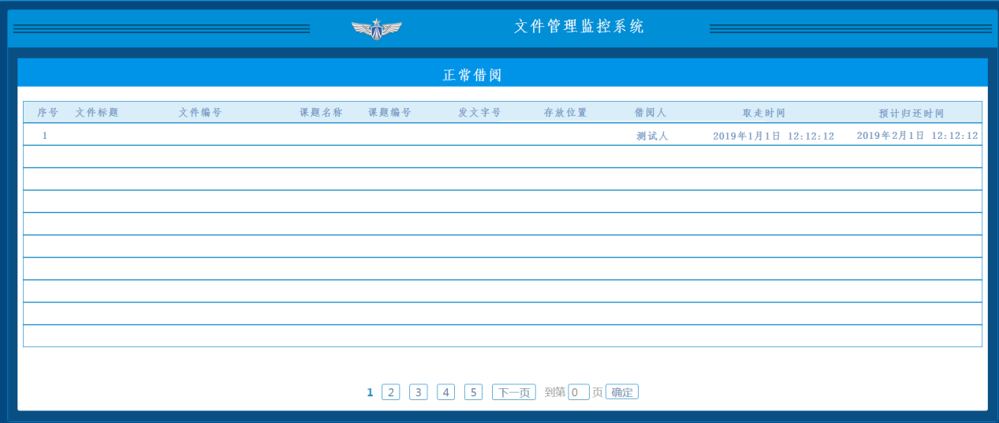 文件管理监控系统
正常借阅
序号 文件标题 文件编号 课题名称 课题编号 发文字号 存放位置 借阅人 取走时间 预计归还时间
1 测试人 2019年1月1日 12:12:12 2019年2月1日 12:12:12
1 2 3 4 5 下一页 到第 0 页 确定